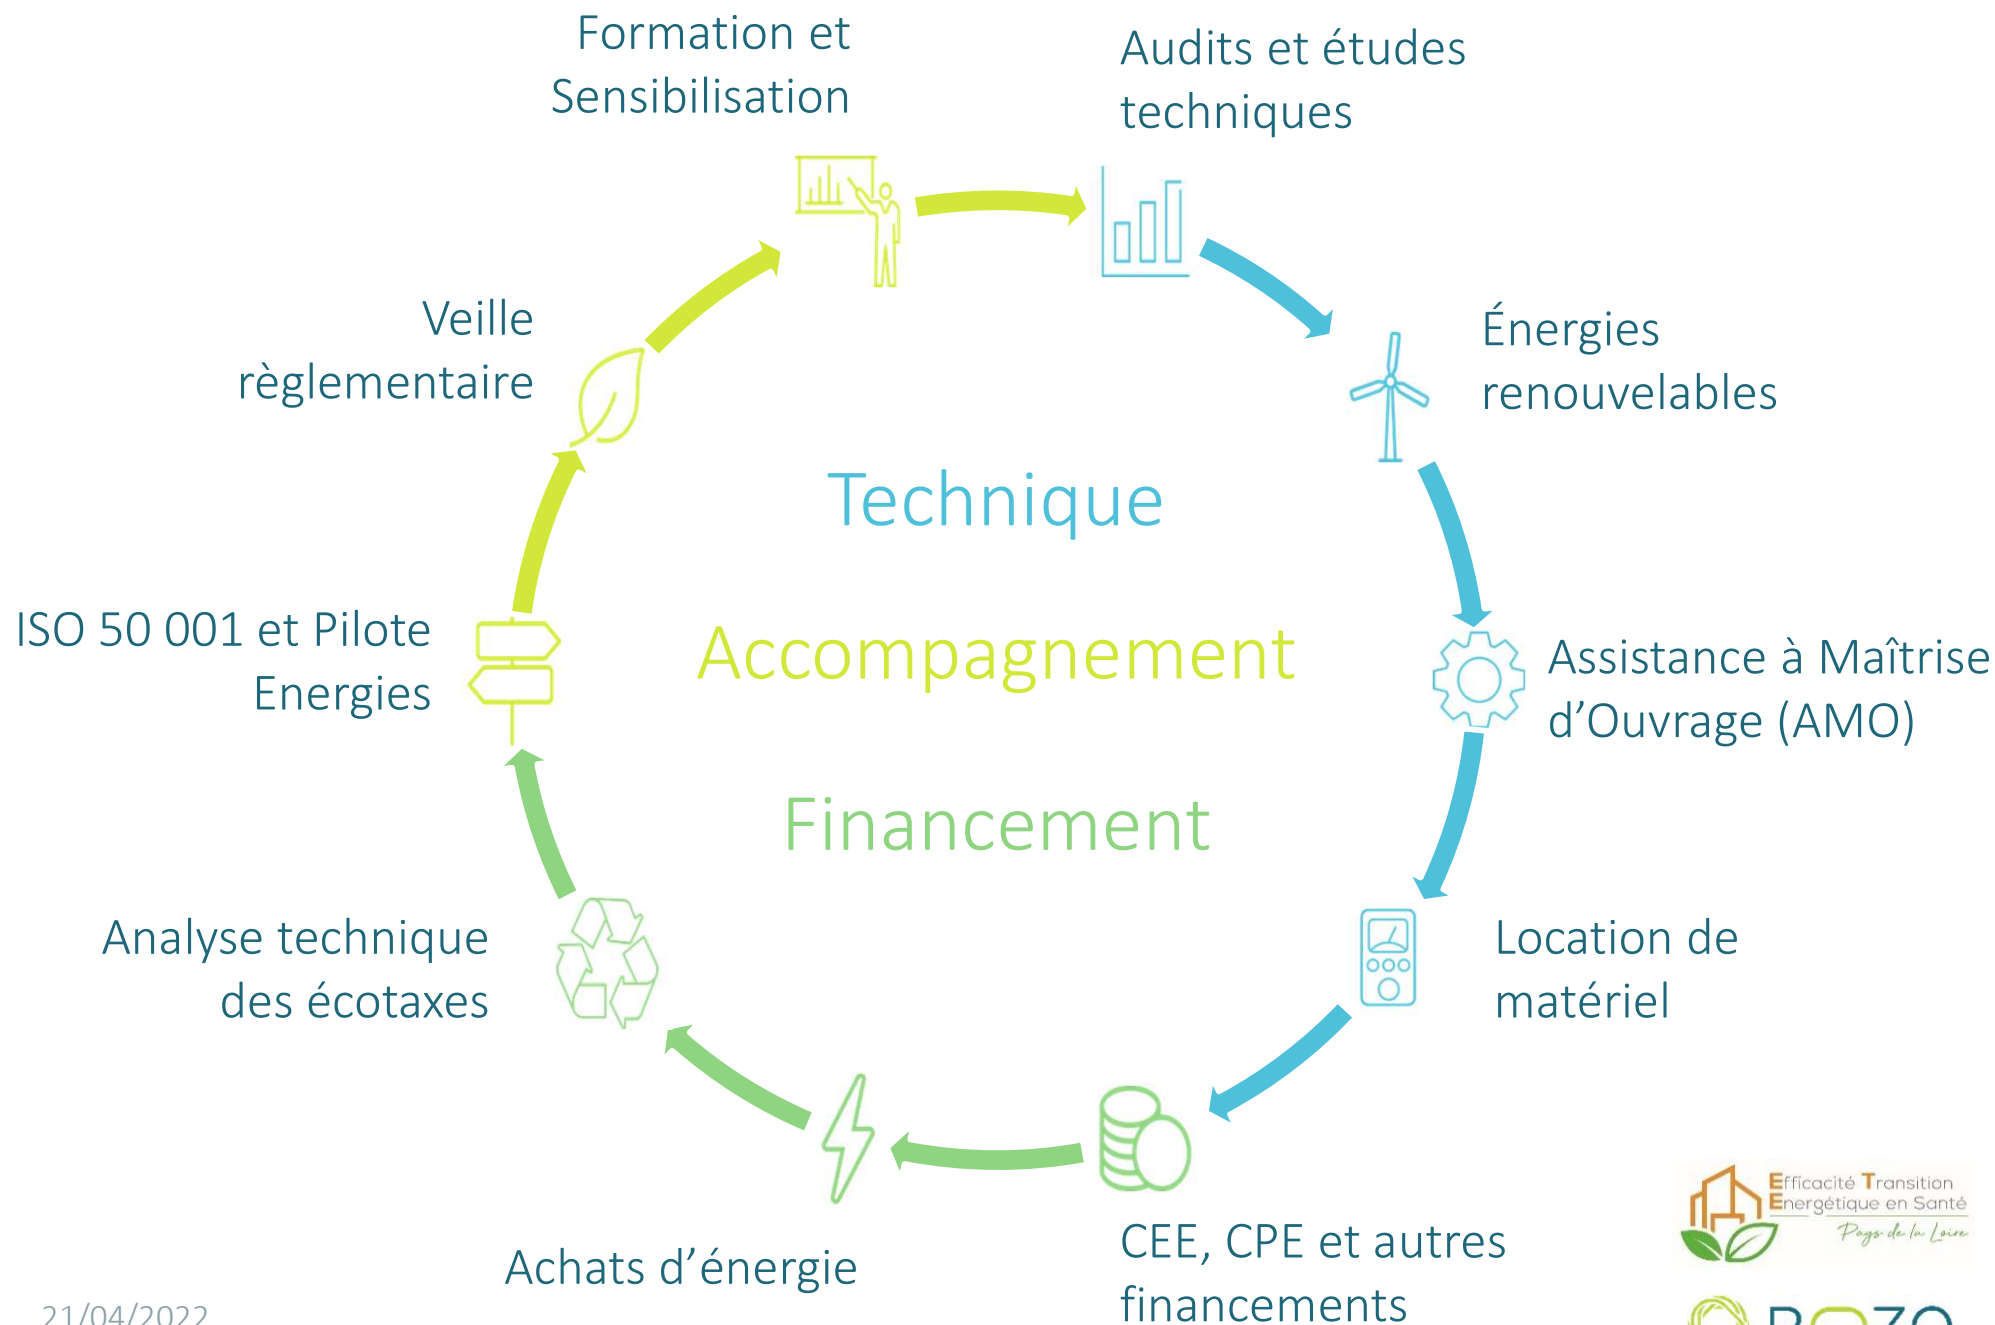 Formation et
Sensibilisation
Audits et études
techniques
Veille
règlementaire
Énergies
renouvelables
Technique
ISO 50 001 et Pilote
Energies
Accompagnement
Assistance à Maîtrise
d'Ouvrage (AMO)
Financement
Analyse technique
des écotaxes
Location de
matériel
Achats d'énergie
CEE, CPE et autres
financements
Efficacité Transition
Energétique en Santé
Pays de la Loire
21/04/2022